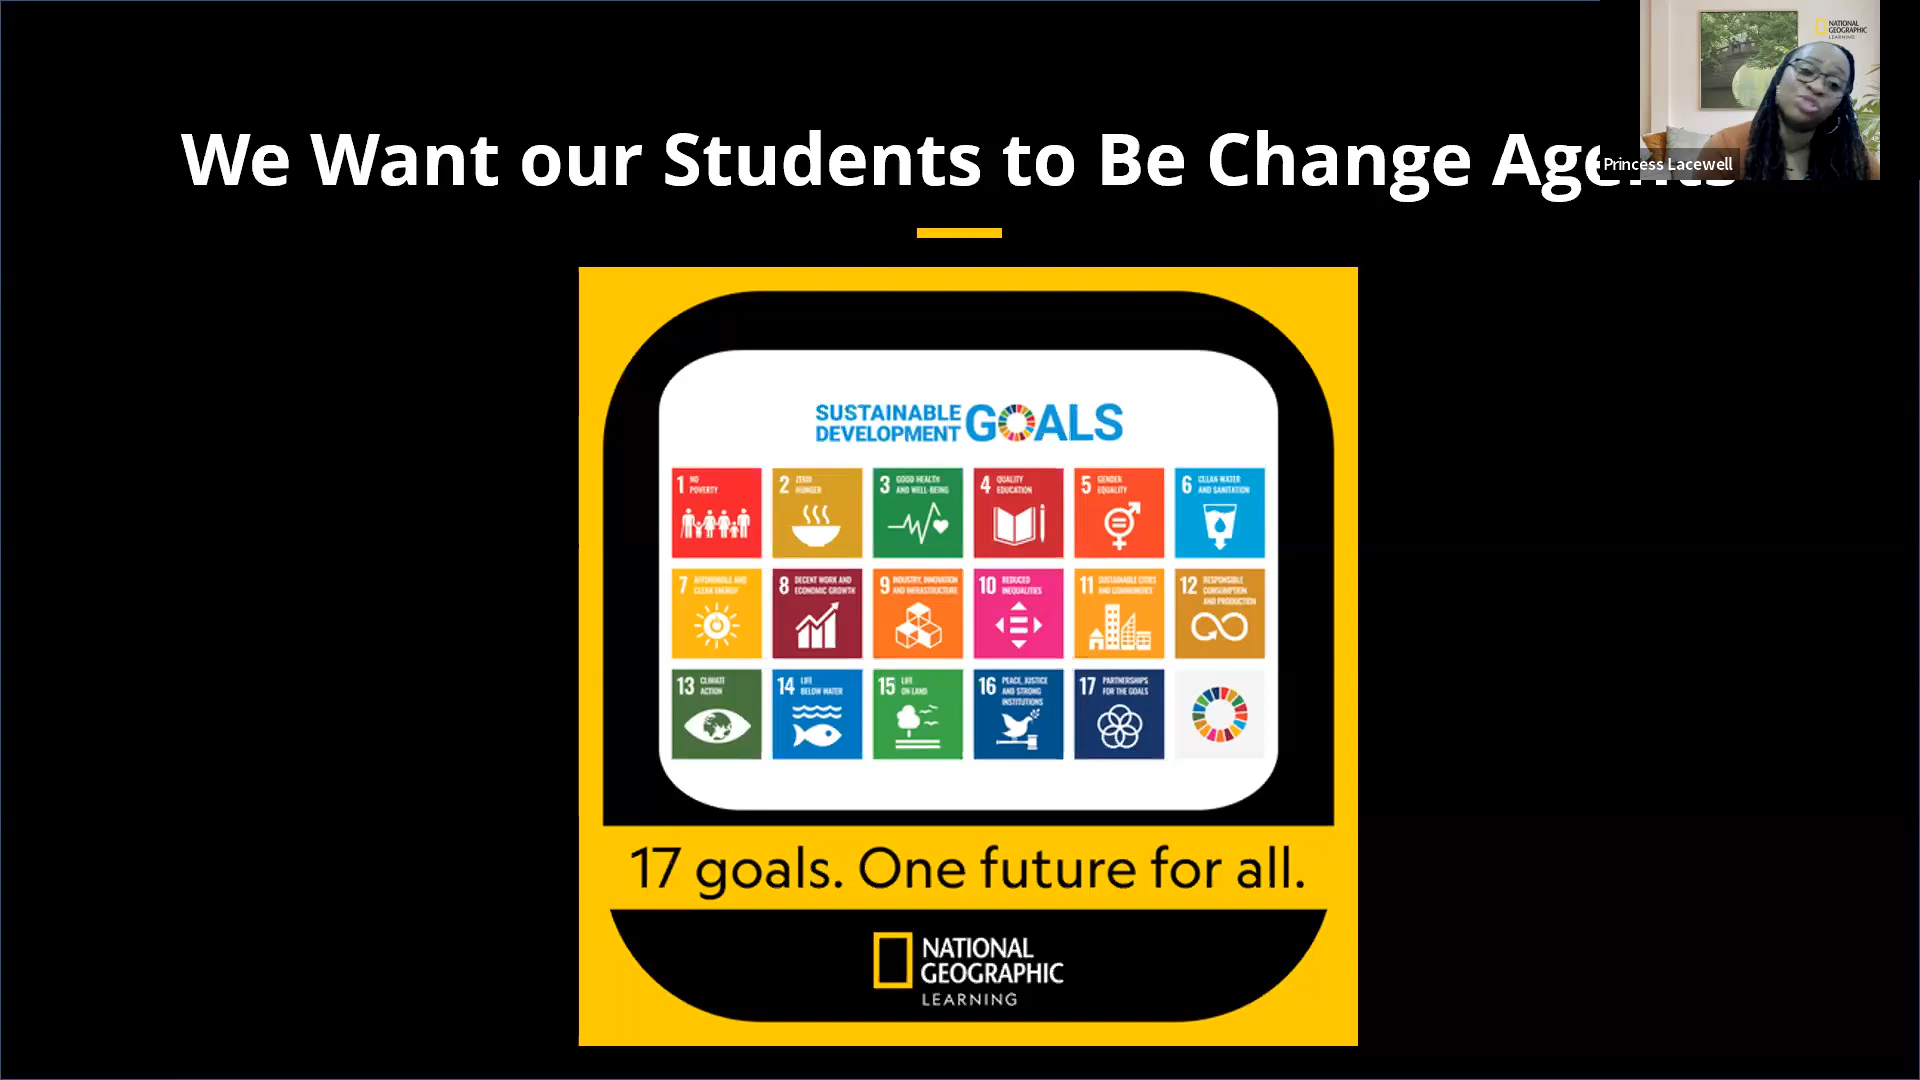 NATIONAL
GEOGRAPHIC
LEARNING
We Want our Students to Be Change Agents
Princess Lacewell
SUSTAINABLE
DEVELOPMENT
GOALS
1 NO
POVERTY
2 ZERO
HUNGER
3 GOOD HEALTH
AND WELL-BEING
4 QUALITY
EDUCATION
5 GENDER
EQUALITY
6 CLEAN WATER
AND SANITATION
7 AFFORDABLE AND
CLEAN ENERGY
8 DECENT WORK AND
ECONOMIC GROWTH
9 INDUSTRY, INNOVATION
AND INFRASTRUCTURE
10 REDUCED
INEQUALITIES
11 SUSTAINABLE CITIES
AND COMMUNITIES
12 RESPONSIBLE
CONSUMPTION
AND PRODUCTION
13 CLIMATE
ACTION
14 LIFE
BELOW WATER
15 LIFE
ON LAND
16 PEACE, JUSTICE
AND STRONG
INSTITUTIONS
17 PARTNERSHIPS
FOR THE GOALS
17 goals. One future for all.
NATIONAL
GEOGRAPHIC
LEARNING